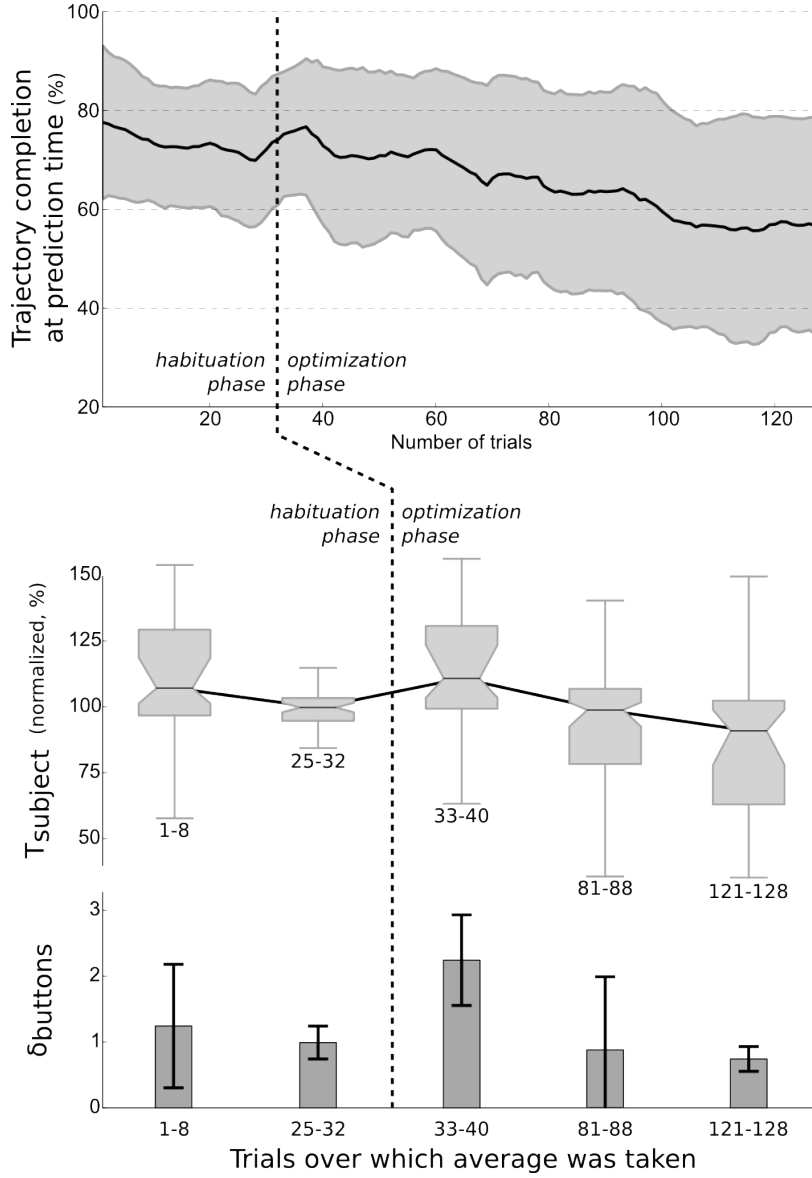 100
80
60
40
20
Trajectory completion
at prediction time (%)
habituation
phase
optimization
phase
20
40
60
80
100
120
Number of trials
habituation
phase
optimization
phase
150
125
100
75
50
Tsubject (normalized, %)
1-8
25-32
33-40
81-88
121-128
3
2
1
0
δbuttons
1-8
25-32
33-40
81-88
121-128
Trials over which average was taken